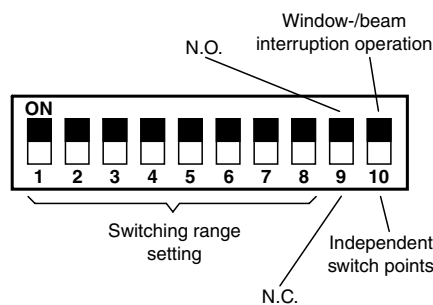 Window-/beam
interruption operation
N.O.
ON
1 2 3 4 5 6 7 8 9 10
Switching range
setting
Independent
switch points
N.C.